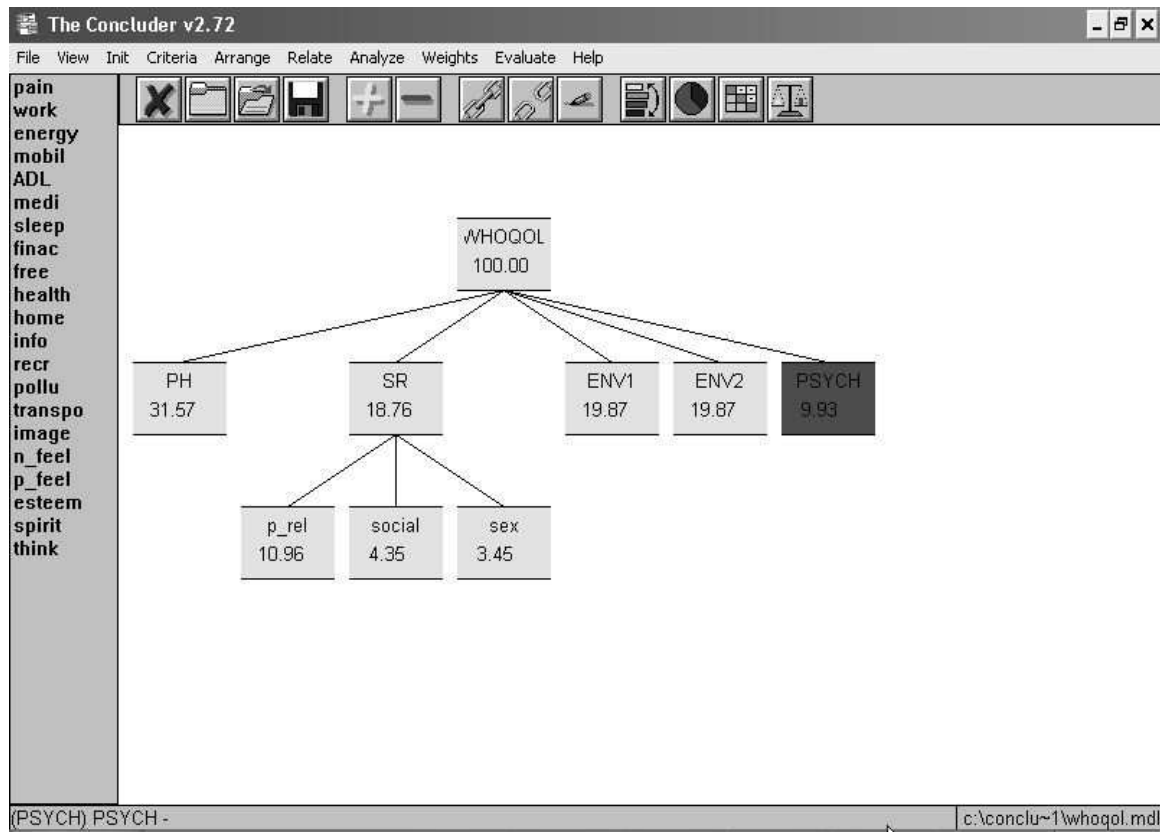 The Concluder v2.72
File View Init Criteria Arrange Relate Analyze Weights Evaluate Help
pain
work
energy
mobil
ADL
medi
sleep
finac
free
health
home
info
recr
pollu
transpo
image
n_feel
p_feel
esteem
spirit
think
WHOQOL
100.00
PH SR ENV1 ENV2 PSYCH
31.57 18.76 19.87 19.87 9.93
p_rel social sex
10.96 4.35 3.45
(PSYCH) PSYCH - c:\conclu~1\whoqol.mdl